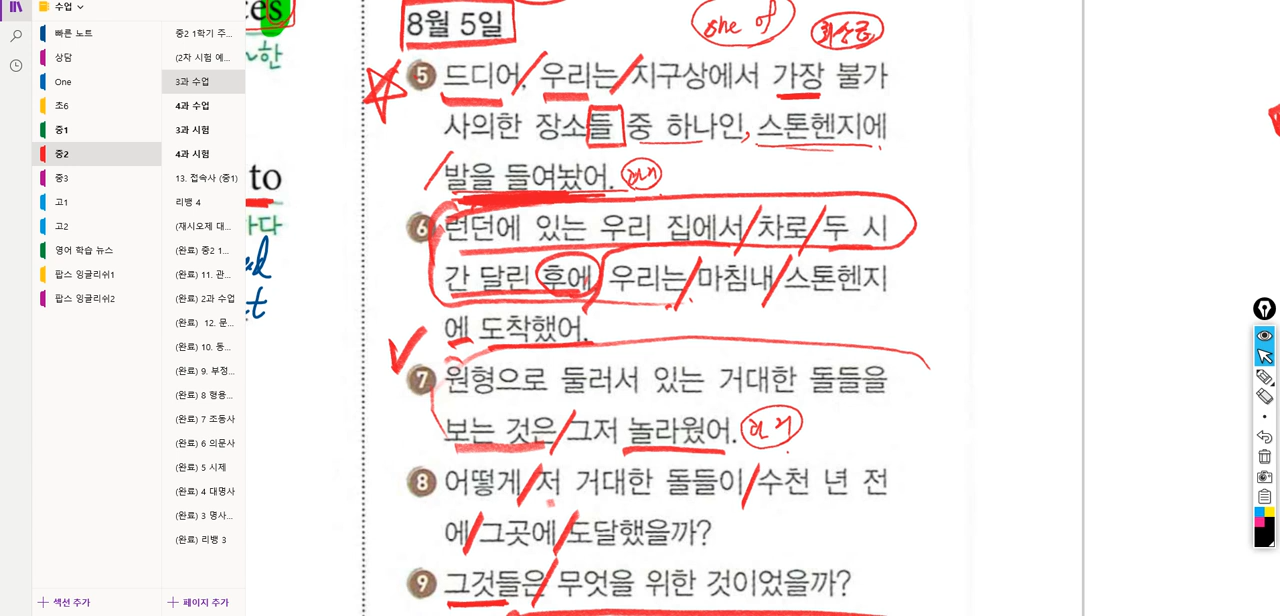 수업
빠른 노트
상담
One
초6
중1
중2
중3
고1
고2
영어 학습 뉴스
팝스 잉글리쉬1
팝스 잉글리쉬2
섹션 추가
중2 1학기 주...
(2차 시험 예...
3과 수업
4과 수업
3과 시험
4과 시험
13. 접속사 (중1)
리뱅 4
(재시오제 대...
(완료) 중2 1...
(완료) 11. 관...
(완료) 2과 수업
(완료) 12. 문...
(완료) 10. 동...
(완료) 9. 부정...
(완료) 8 형용...
(완료) 7 조동사
(완료) 6 의문사
(완료) 5 시제
(완료) 4 대명사
(완료) 3 명사...
(완료) 리뱅 3
페이지 추가
es
to
8월 5일
one of
최상급
5 드디어, 우리는 지구상에서 가장 불가
사의한 장소들 중 하나인, 스톤헨지에
발을 들여놨어.
6 런던에 있는 우리 집에서 차로 두 시
간 달린 후에 우리는 마침내 스톤헨지
에 도착했어.
7 원형으로 둘러서 있는 거대한 돌들을
보는 것은 그저 놀라웠어.
8 어떻게 저 거대한 돌들이 수천 년 전
에 그곳에 도달했을까?
9 그것들은 무엇을 위한 것이었을까?